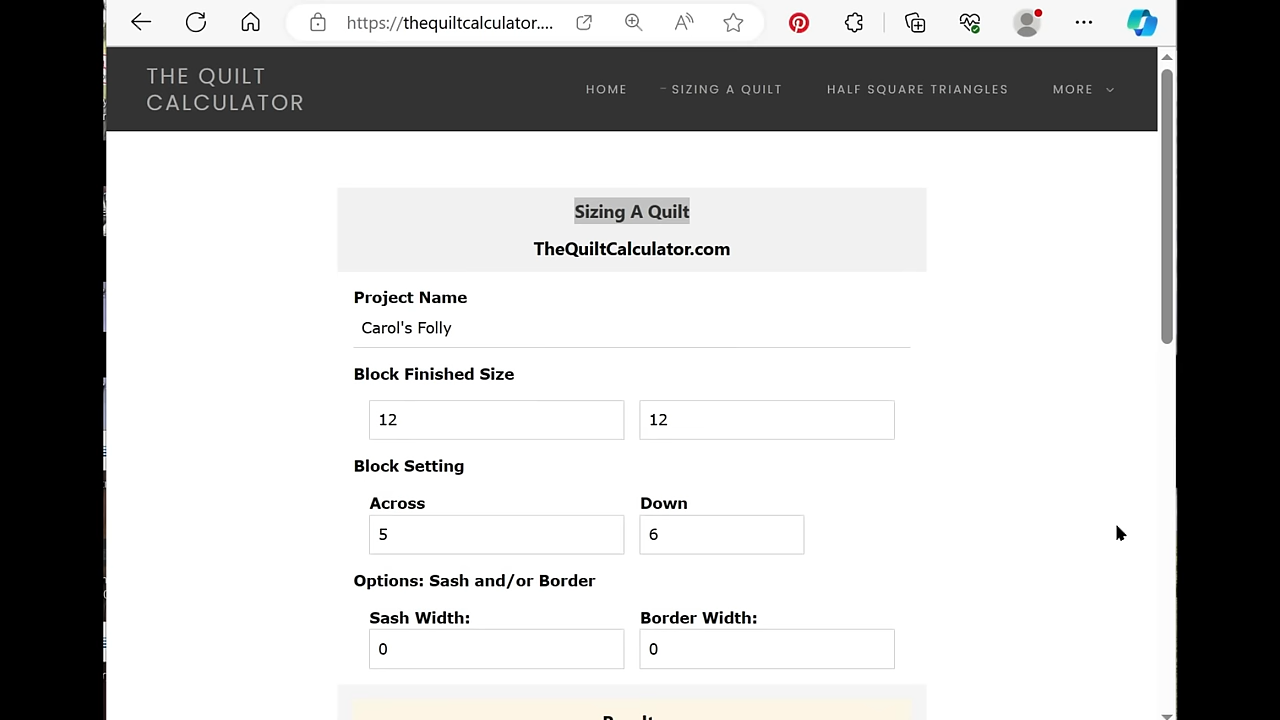 https://thequiltcalculator....
THE QUILT
CALCULATOR
HOME
SIZING A QUILT
HALF SQUARE TRIANGLES
MORE
Sizing A Quilt
TheQuiltCalculator.com
Project Name
Carol's Folly
Block Finished Size
12 12
Block Setting
Across Down
5 6
Options: Sash and/or Border
Sash Width: Border Width:
0 0